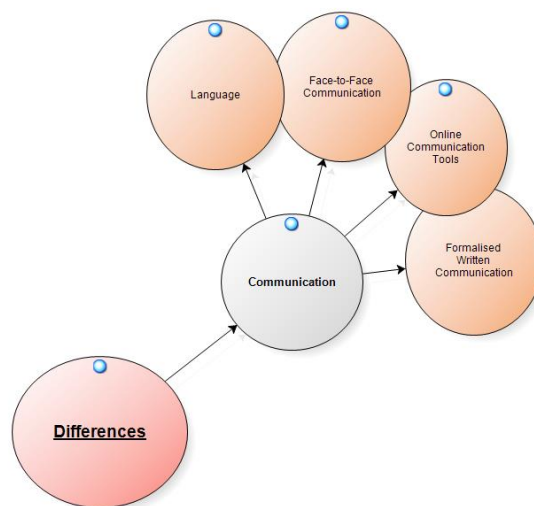 Language
Face-to-Face
Communication
Online
Communication
Tools
Formalised
Written
Communication
Communication
Differences